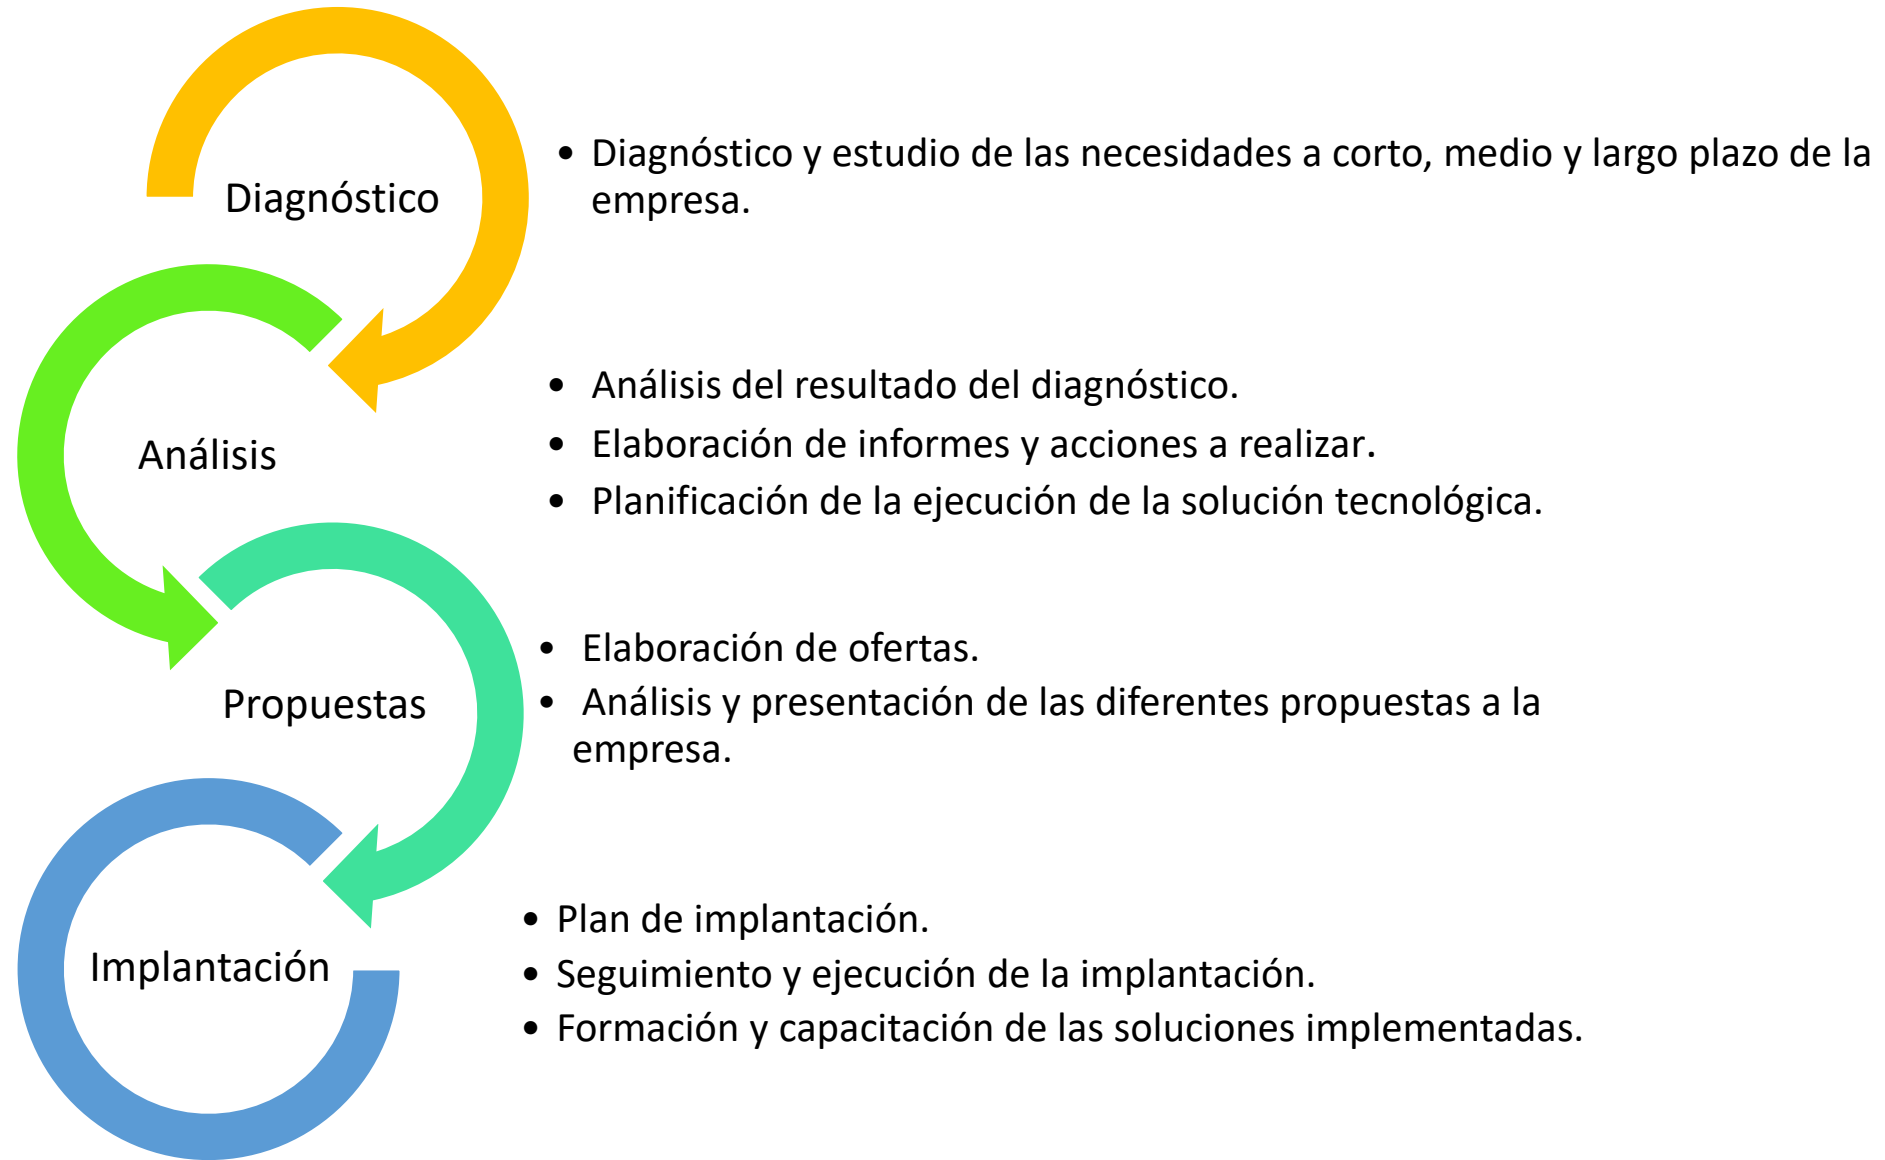 Diagnóstico
• Diagnóstico y estudio de las necesidades a corto, medio y largo plazo de la
empresa.
Análisis
• Análisis del resultado del diagnóstico.
• Elaboración de informes y acciones a realizar.
• Planificación de la ejecución de la solución tecnológica.
Propuestas
• Elaboración de ofertas.
• Análisis y presentación de las diferentes propuestas a la
empresa.
Implantación
• Plan de implantación.
• Seguimiento y ejecución de la implantación.
• Formación y capacitación de las soluciones implementadas.